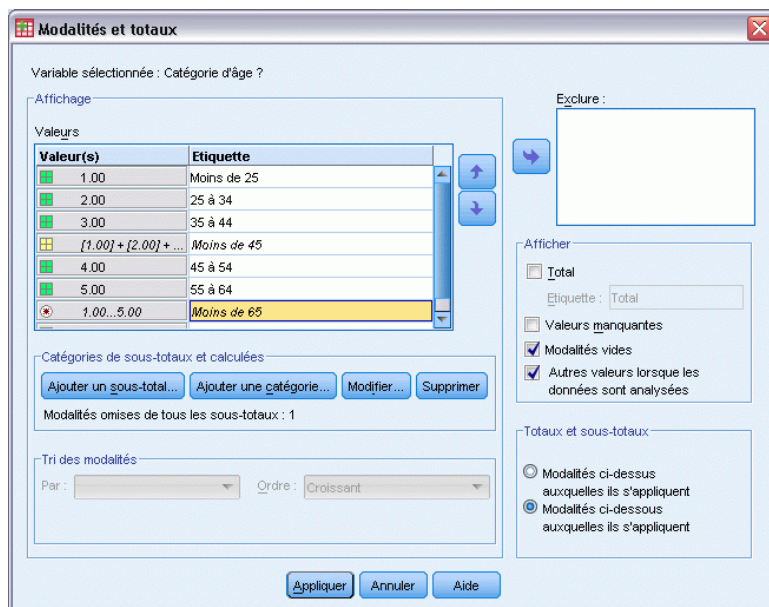 Modalités et totaux
Variable sélectionnée : Catégorie d'âge ?
Affichage
Valeurs
Valeur(s) Etiquette
1.00 Moins de 25
2.00 25 à 34
3.00 35 à 44
[1.00] + [2.00] + ... Moins de 45
4.00 45 à 54
5.00 55 à 64
1.00...5.00 Moins de 65
Catégories de sous-totaux et calculées
Ajouter un sous-total... Ajouter une catégorie... Modifier... Supprimer
Modalités omises de tous les sous-totaux : 1
Tri des modalités
Par : Ordre : Croissant
Exclure :
Afficher
Total
Etiquette : Total
Valeurs manquantes
Modalités vides
Autres valeurs lorsque les
données sont analysées
Totaux et sous-totaux
Modalités ci-dessus
auxquelles ils s'appliquent
Modalités ci-dessous
auxquelles ils s'appliquent
Appliquer Annuler Aide